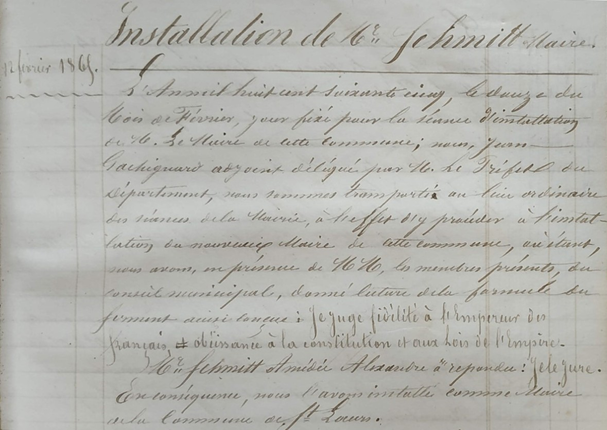 Installation de Mr. Schmitt Maire.
12 février 1865.
L'An mil huit cent soixante cinq, le douze du
Mois de Février, jour fixé pour la séance d'installation
de M. Le Maire de cette commune; nous, Jean
adjoint délégué par M. Le Préfet du
Département, nous sommes transporté au lieu ordinaire
des séances de la Mairie, à l'effet d'y procéder à l'instal-
lation du nouveau Maire de cette commune, où étant,
nous avons, en présence de M M, les membres présents, du
conseil municipal, donné lecture de la formule du
serment ainsi conçue: Je juge fidélité à l'Empereur des
français, et obéissance à la constitution et aux Lois de l'Empire.
Mr. Schmitt Amédée Alexandre a répondu: Je le jure.
En conséquence, nous l'avons installé comme Maire
de la Commune de St.